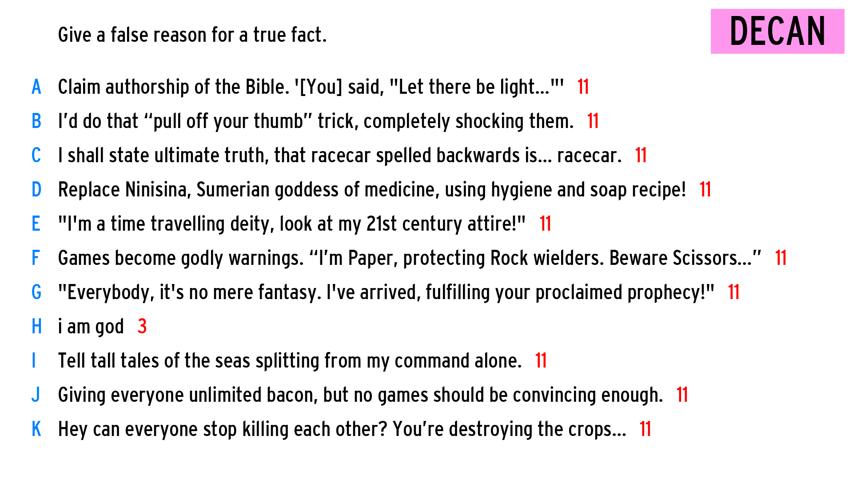 Give a false reason for a true fact.
DECAN
A Claim authorship of the Bible. '[You] said, "Let there be light..."' 11
B I'd do that “pull off your thumb” trick, completely shocking them. 11
C I shall state ultimate truth, that racecar spelled backwards is... racecar. 11
D Replace Ninisina, Sumerian goddess of medicine, using hygiene and soap recipe! 11
E "I'm a time travelling deity, look at my 21st century attire!" 11
F Games become godly warnings. “I'm Paper, protecting Rock wielders. Beware Scissors...” 11
G "Everybody, it's no mere fantasy. I've arrived, fulfilling your proclaimed prophecy!" 11
H i am god 3
I Tell tall tales of the seas splitting from my command alone. 11
J Giving everyone unlimited bacon, but no games should be convincing enough. 11
K Hey can everyone stop killing each other? You’re destroying the crops... 11